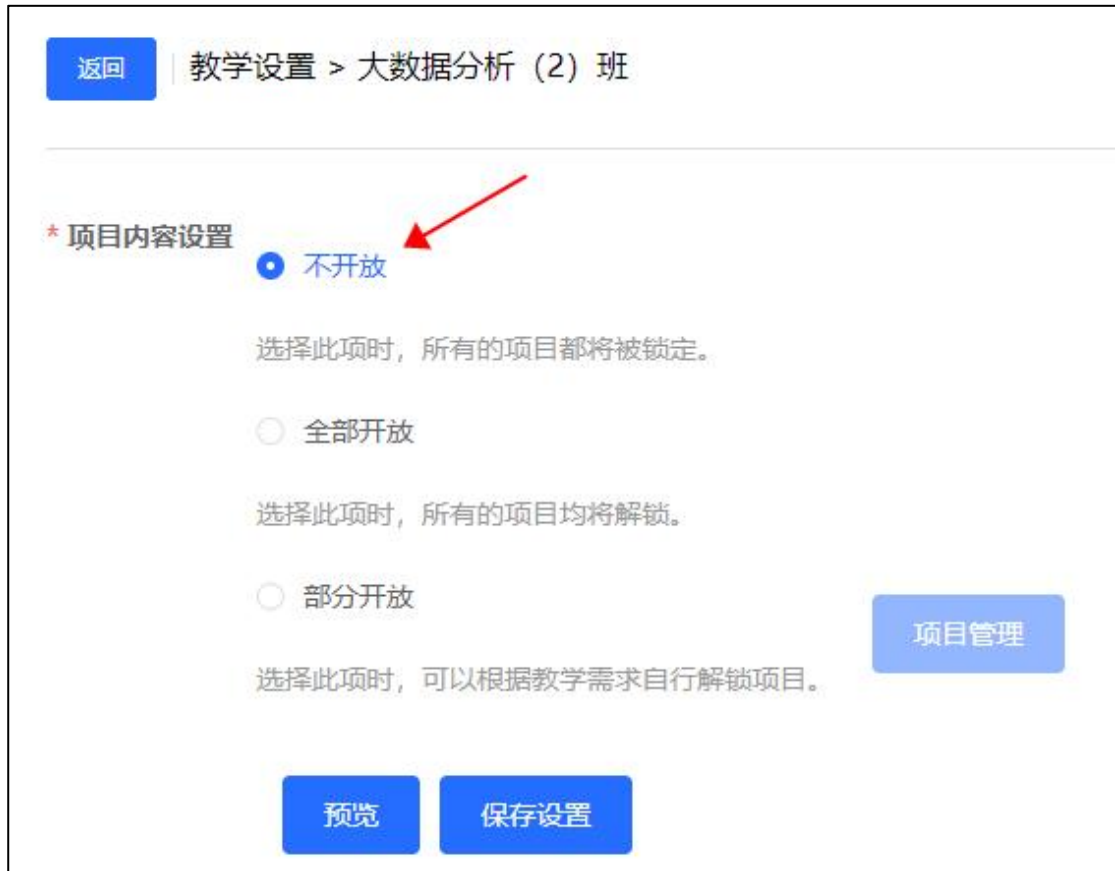 返回 教学设置 > 大数据分析（2）班
* 项目内容设置
不开放
选择此项时，所有的项目都将被锁定。
全部开放
选择此项时，所有的项目均将解锁。
部分开放
项目管理
选择此项时，可以根据教学需求自行解锁项目。
预览 保存设置